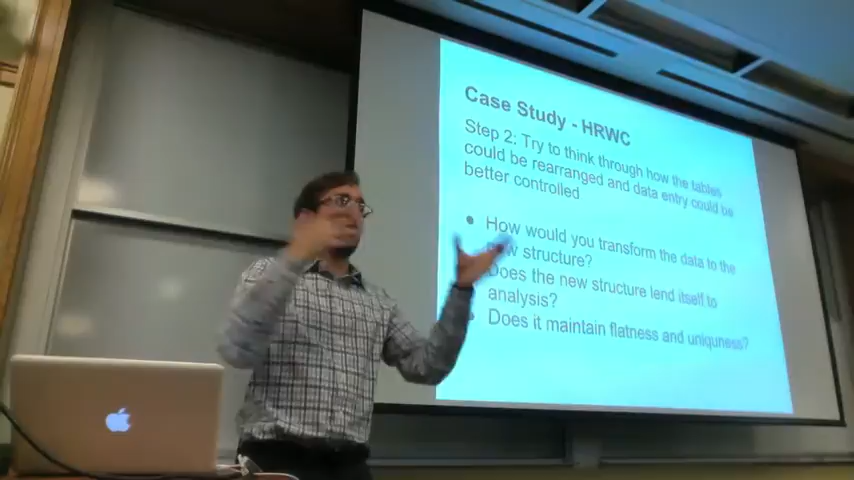 Case Study - HRWC
Step 2: Try to think through how the tables
could be rearranged and data entry could be
better controlled
How would you transform the data to the
structure?
Does the new structure lend itself to
analysis?
Does it maintain flatness and uniquness?